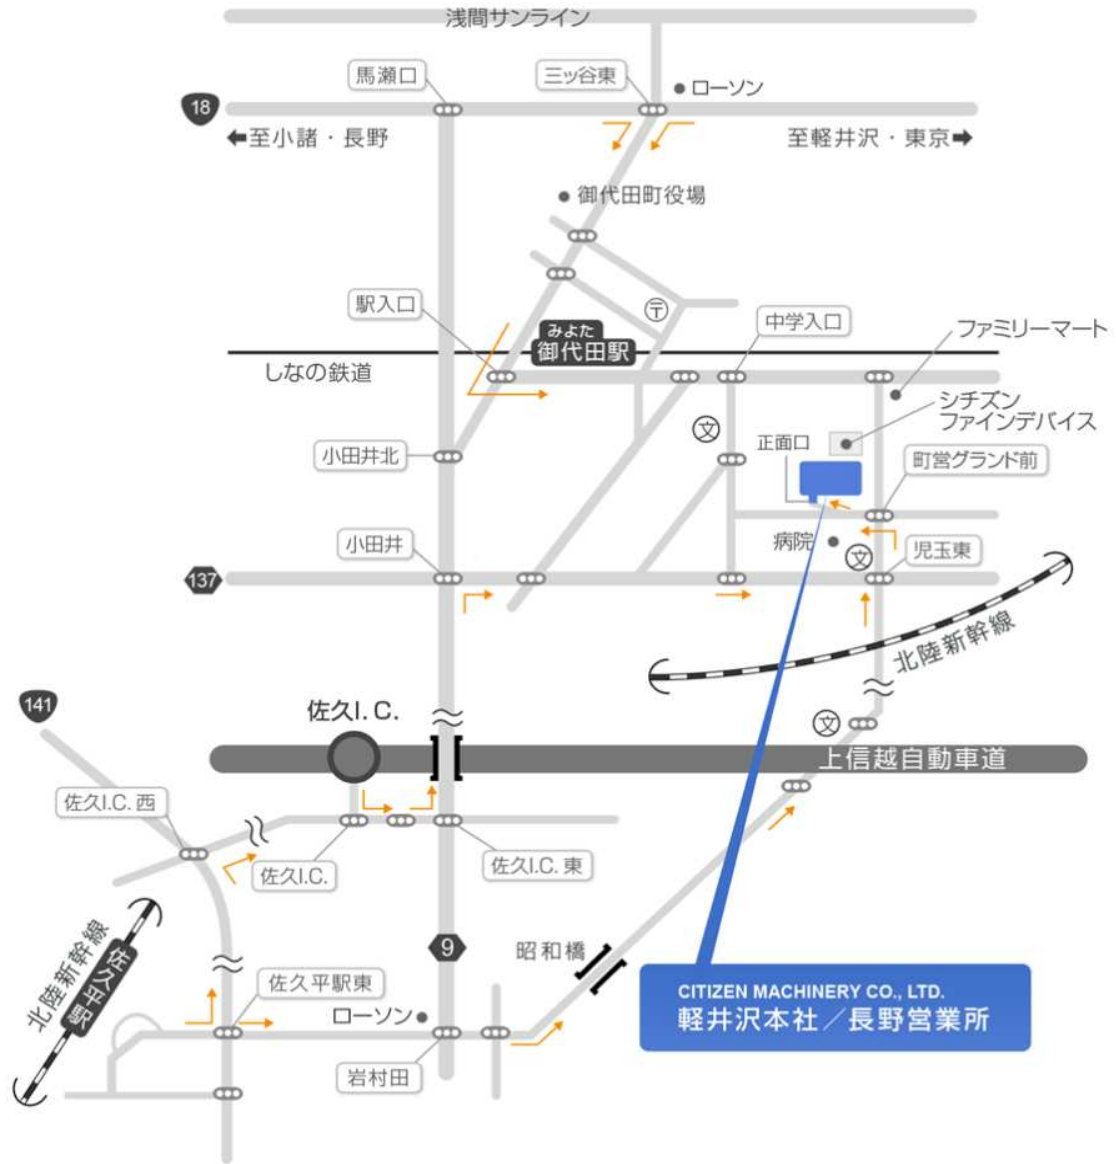 浅間サンライン
馬瀬口
三ッ谷東
ローソン
18
⬅至小諸・長野
至軽井沢・東京➡
御代田町役場
駅入口
〒
中学入口
みよた
御代田駅
ファミリーマート
しなの鉄道
シチズン
ファインデバイス
文
正面口
小田井北
町営グランド前
小田井
病院
文
児玉東
137
北陸新幹線
141
佐久I.C.
文
上信越自動車道
佐久I.C. 西
佐久I.C.
佐久I.C. 東
北陸新幹線
佐久平駅
9
昭和橋
佐久平駅東
ローソン
岩村田
CITIZEN MACHINERY CO., LTD.
軽井沢本社／長野営業所